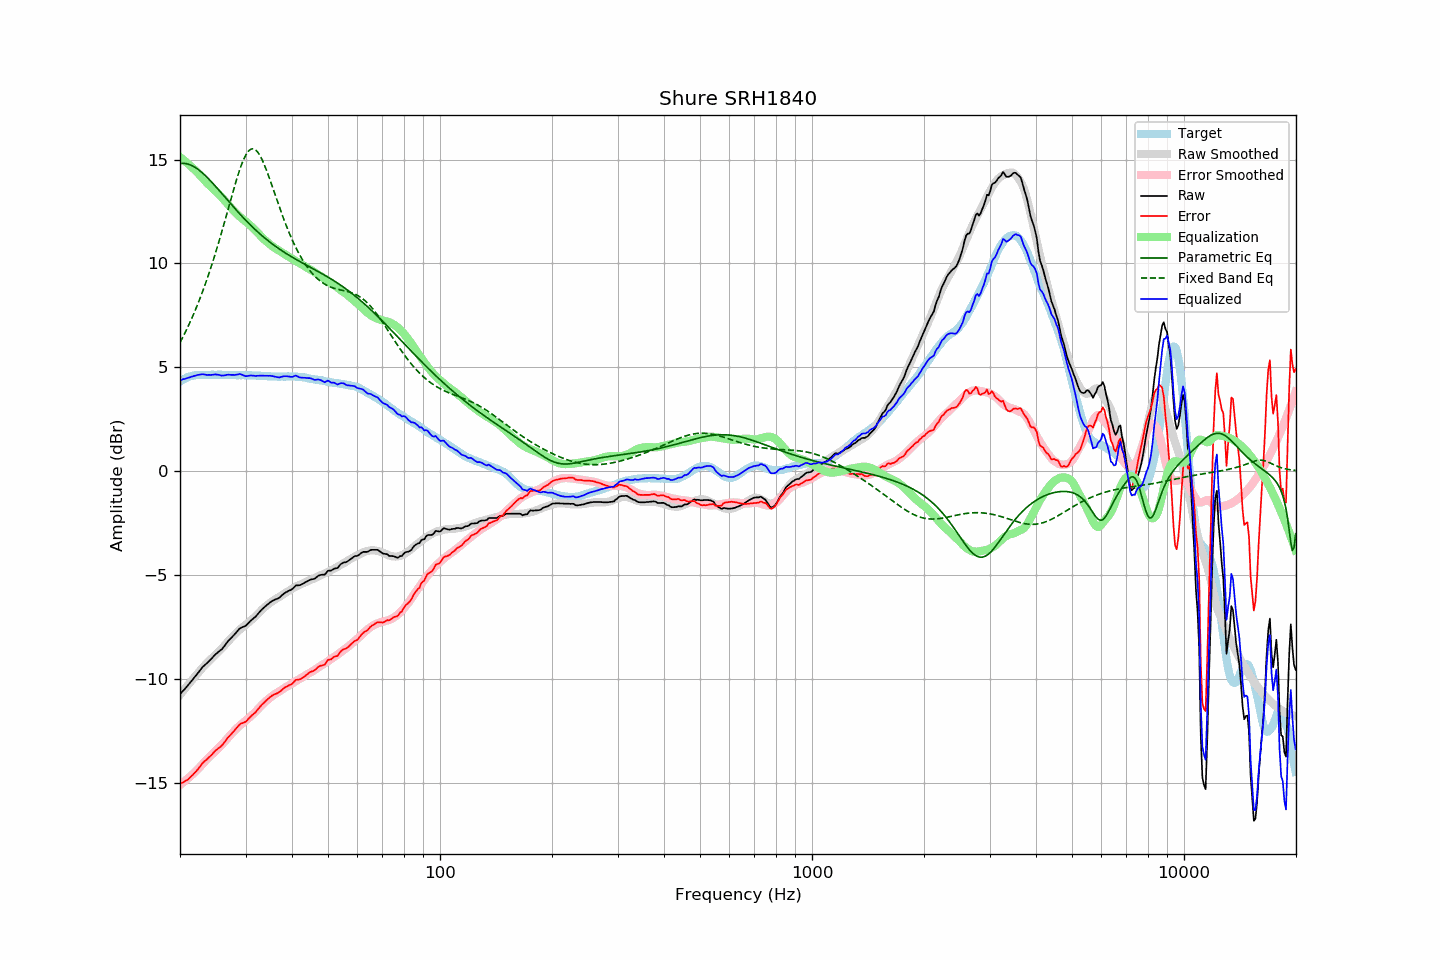 Shure SRH1840
Amplitude (dBr)
15
10
5
0
−5
−10
−15
100
1000
10000
Frequency (Hz)
Target
Raw Smoothed
Error Smoothed
Raw
Error
Equalization
Parametric Eq
Fixed Band Eq
Equalized